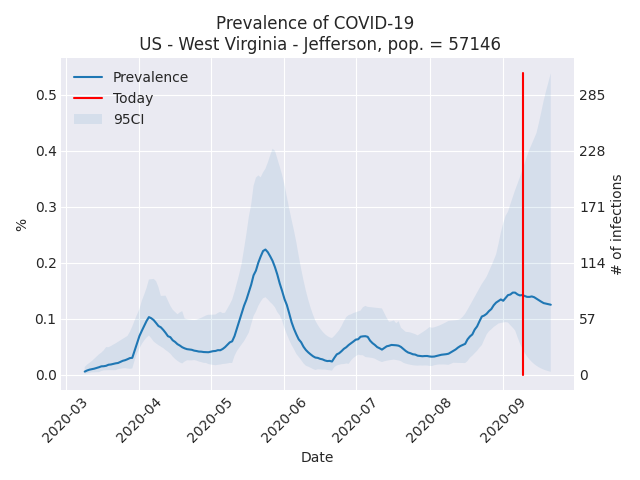 Prevalence of COVID-19
US - West Virginia - Jefferson, pop. = 57146
Prevalence
Today
95CI
%
0.5
0.4
0.3
0.2
0.1
0.0
285
228
171
114
57
0
# of infections
2020-03
2020-04
2020-05
2020-06
2020-07
2020-08
2020-09
Date